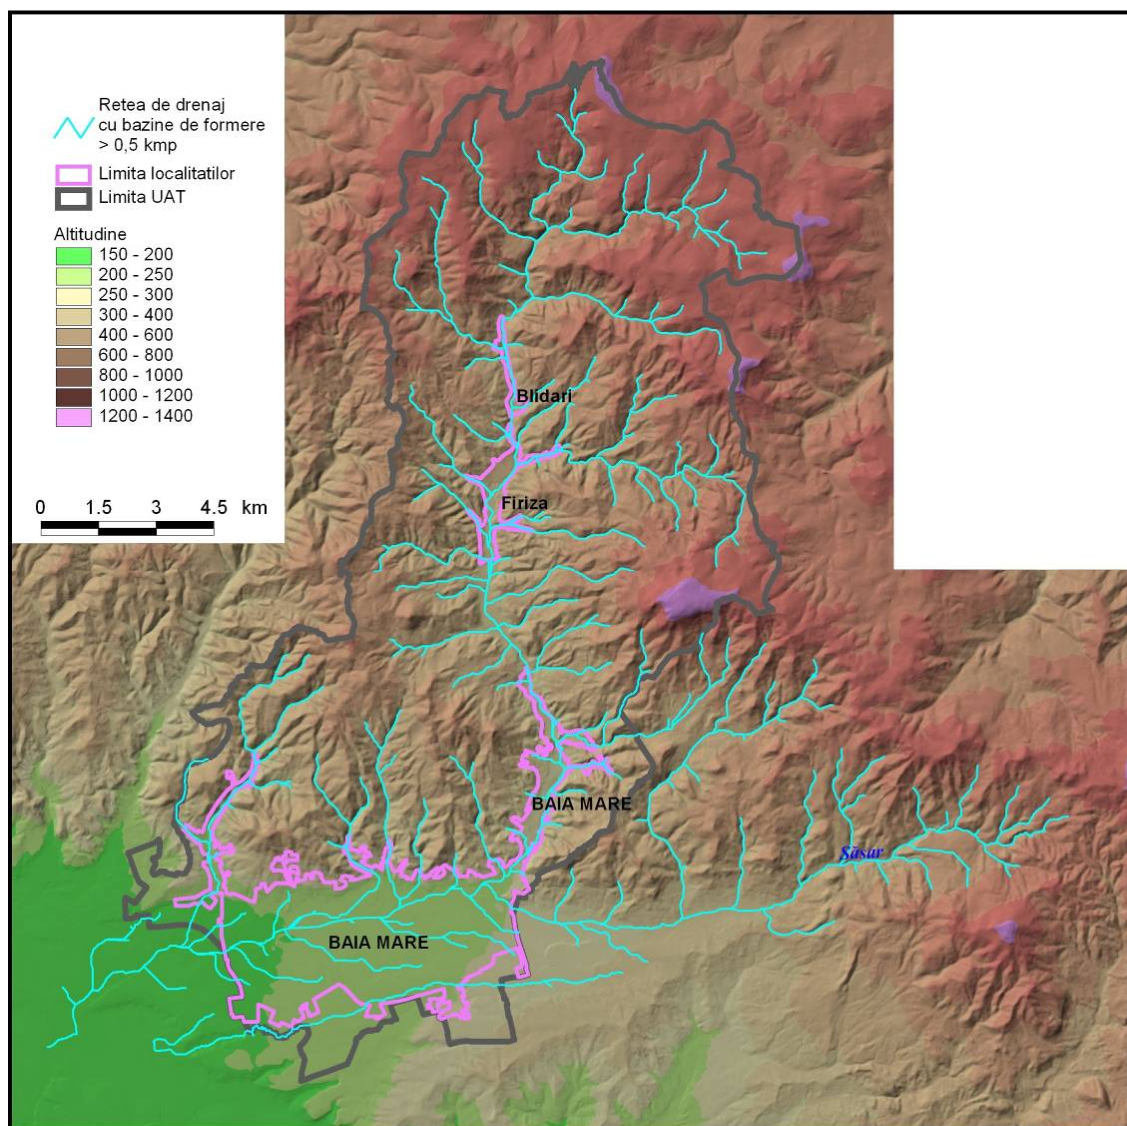 Retea de drenaj
cu bazine de formere
> 0,5 kmp
Limita localitatilor
Limita UAT
Altitudine
150 - 200
200 - 250
250 - 300
300 - 400
400 - 600
600 - 800
800 - 1000
1000 - 1200
1200 - 1400
0 1.5 3 4.5 km
Blidari
Firiza
BAIA MARE
Săsar
BAIA MARE